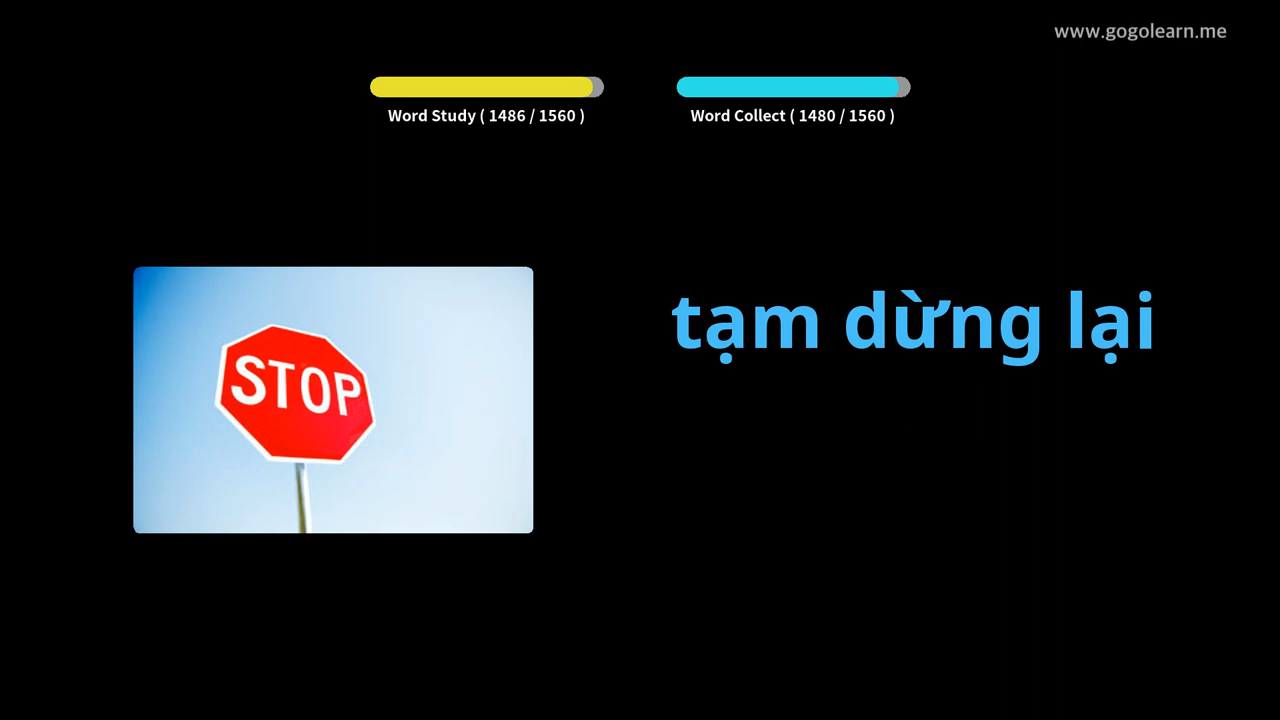 www.gogolearn.me
Word Study ( 1486 / 1560 )
Word Collect ( 1480 / 1560 )
STOP
tạm dừng lại